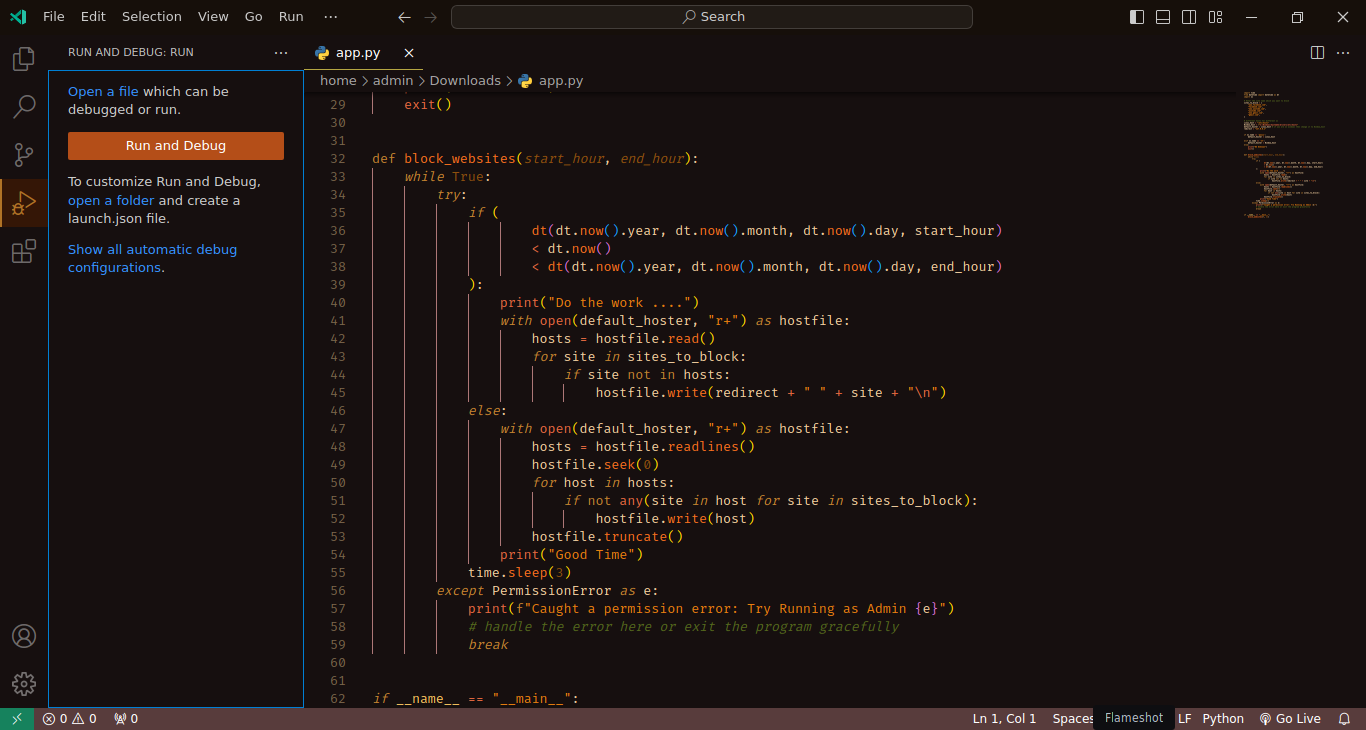 File Edit Selection View Go Run ···
Search
RUN AND DEBUG: RUN ···
app.py
home > admin > Downloads > app.py
Open a file which can be
debugged or run.
Run and Debug
To customize Run and Debug,
open a folder and create a
launch.json file.
Show all automatic debug
configurations.
29 exit()
30
31
32 def block_websites(start_hour, end_hour):
33 while True:
34 try:
35 if (
36 dt(dt.now().year, dt.now().month, dt.now().day, start_hour)
37 < dt.now()
38 < dt(dt.now().year, dt.now().month, dt.now().day, end_hour)
39 ):
40 print("Do the work ....")
41 with open(default_hoster, "r+") as hostfile:
42 hosts = hostfile.read()
43 for site in sites_to_block:
44 if site not in hosts:
45 hostfile.write(redirect + " " + site + "\n")
46 else:
47 with open(default_hoster, "r+") as hostfile:
48 hosts = hostfile.readlines()
49 hostfile.seek(0)
50 for host in hosts:
51 if not any(site in host for site in sites_to_block):
52 hostfile.write(host)
53 hostfile.truncate()
54 print("Good Time")
55 time.sleep(3)
56 except PermissionError as e:
57 print(f"Caught a permission error: Try Running as Admin {e}")
58 # handle the error here or exit the program gracefully
59 break
60
61
62 if __name__ == "__main__":
0 0 0 Ln 1, Col 1 Spaces Flameshot LF Python Go Live